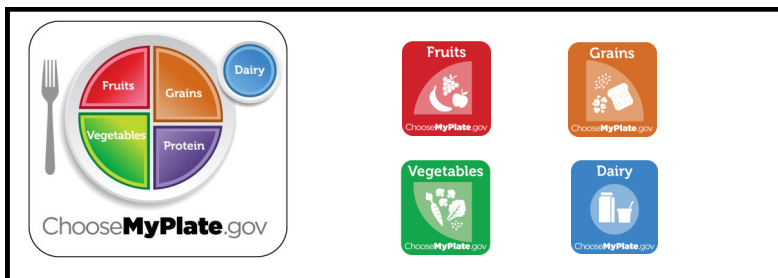 Fruits
Grains
Dairy
Vegetables
Protein
ChooseMyPlate.gov
Fruits
ChooseMyPlate.gov
Grains
ChooseMyPlate.gov
Vegetables
ChooseMyPlate.gov
Dairy
ChooseMyPlate.gov